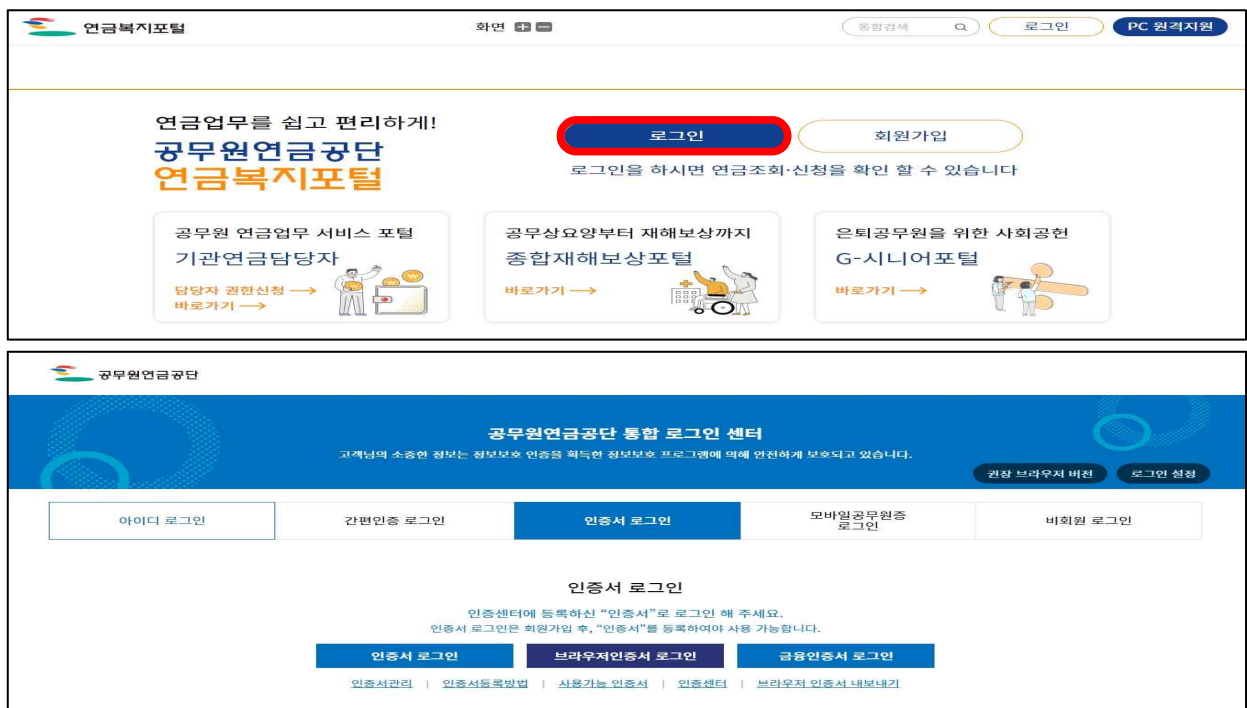 연금복지포털
화면
통합검색
로그인
PC 원격지원
연금업무를 쉽고 편리하게!
공무원연금공단
연금복지포털
로그인
회원가입
로그인을 하시면 연금조회·신청을 확인 할 수 있습니다
공무원 연금업무 서비스 포털
기관연금담당자
담당자 권한신청
바로가기
공무상요양부터 재해보상까지
종합재해보상포털
바로가기
은퇴공무원을 위한 사회공헌
G-시니어포털
바로가기
공무원연금공단
공무원연금공단 통합 로그인 센터
고객님의 소중한 정보는 정보보호 인증을 획득한 정보보호 프로그램에 의해 안전하게 보호되고 있습니다.
권장 브라우저 버전
로그인 설정
아이디 로그인
간편인증 로그인
인증서 로그인
모바일공무원증
로그인
비회원 로그인
인증서 로그인
인증센터에 등록하신 “인증서”로 로그인 해 주세요.
인증서 로그인은 회원가입 후, “인증서”를 등록하여야 사용 가능합니다.
인증서 로그인
브라우저인증서 로그인
금융인증서 로그인
인증서관리 | 인증서등록방법 | 사용가능 인증서 | 인증센터 | 브라우저 인증서 내보내기